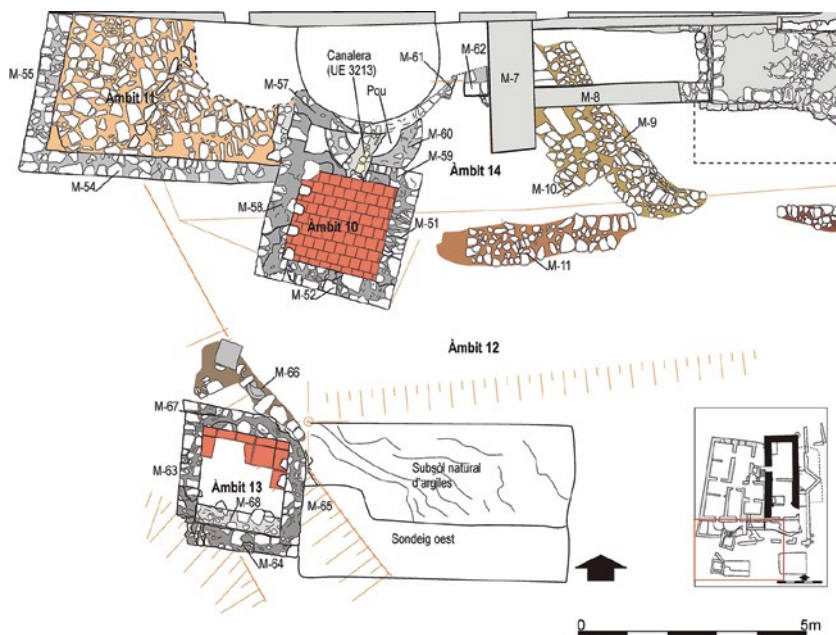 M-55
Àmbit 11
M-54
M-57
Canalera
(UE 3213)
Pou
M-61
M-62
M-7
M-8
M-9
M-10
M-60
M-59
Àmbit 14
M-58
Àmbit 10
M-51
M-52
M-11
Àmbit 12
M-66
M-67
M-63
Àmbit 13
M-68
M-65
M-64
Subsòl natural
d'argiles
Sondeig oest
0
5m